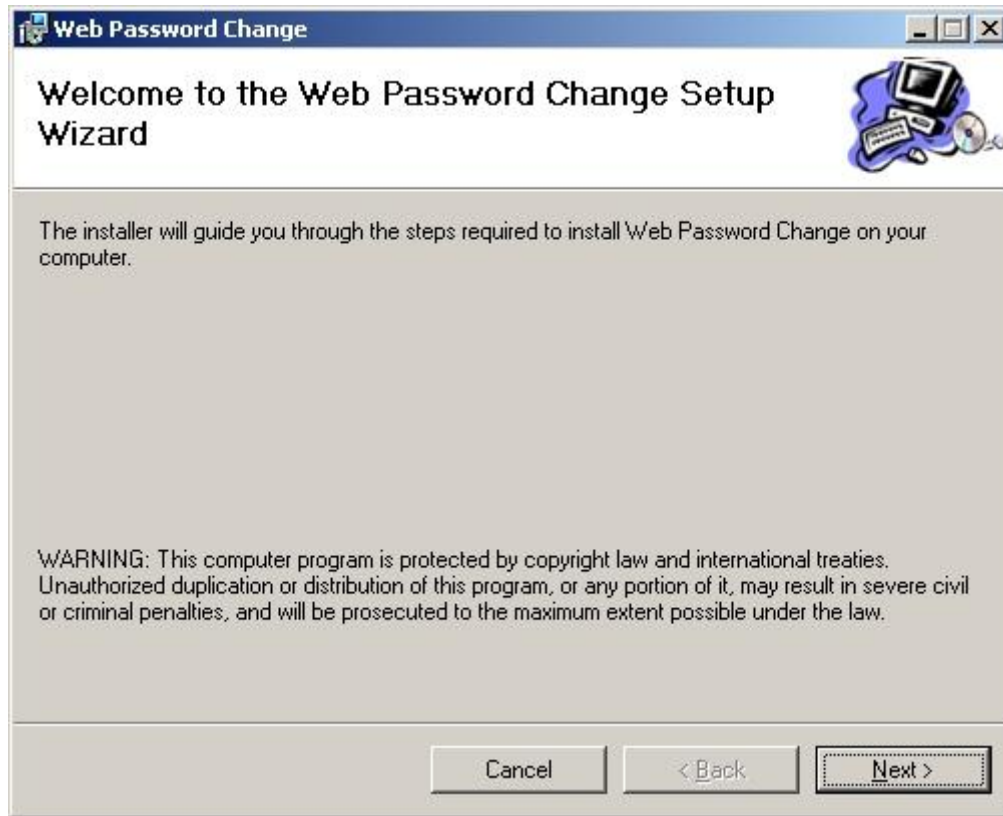 Web Password Change
Welcome to the Web Password Change Setup
Wizard
The installer will guide you through the steps required to install Web Password Change on your
computer.
WARNING: This computer program is protected by copyright law and international treaties.
Unauthorized duplication or distribution of this program, or any portion of it, may result in severe civil
or criminal penalties, and will be prosecuted to the maximum extent possible under the law.
Cancel
< Back
Next >